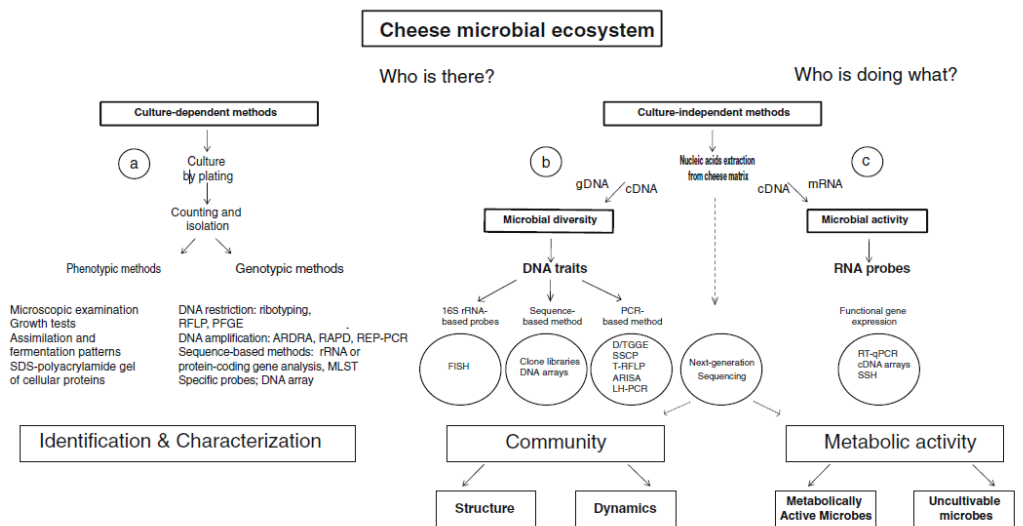 Cheese microbial ecosystem
Who is there?
Who is doing what?
Culture-dependent methods
a
Culture
by plating
Counting and
isolation
Phenotypic methods
Microscopic examination
Growth tests
Assimilation and
fermentation patterns
SDS-polyacrylamide gel
of cellular proteins
Genotypic methods
DNA restriction: ribotyping,
RFLP, PFGE
DNA amplification: ARDRA, RAPD, REP-PCR
Sequence-based methods: rRNA or
protein-coding gene analysis, MLST
Specific probes; DNA array
Identification & Characterization
Culture-independent methods
Nucleic acids extraction
from cheese matrix
b
gDNA
cDNA
Microbial diversity
DNA traits
16S rRNA-
based probes
FISH
Sequence-
based method
Clone libraries
DNA arrays
PCR-
based method
D/TGGE
SSCP
T-RFLP
ARISA
LH-PCR
Next-generation
Sequencing
c
cDNA
mRNA
Microbial activity
RNA probes
Functional gene
expression
RT-qPCR
cDNA arrays
SSH
Community
Structure
Dynamics
Metabolic activity
Metabolically
Active Microbes
Uncultivable
microbes